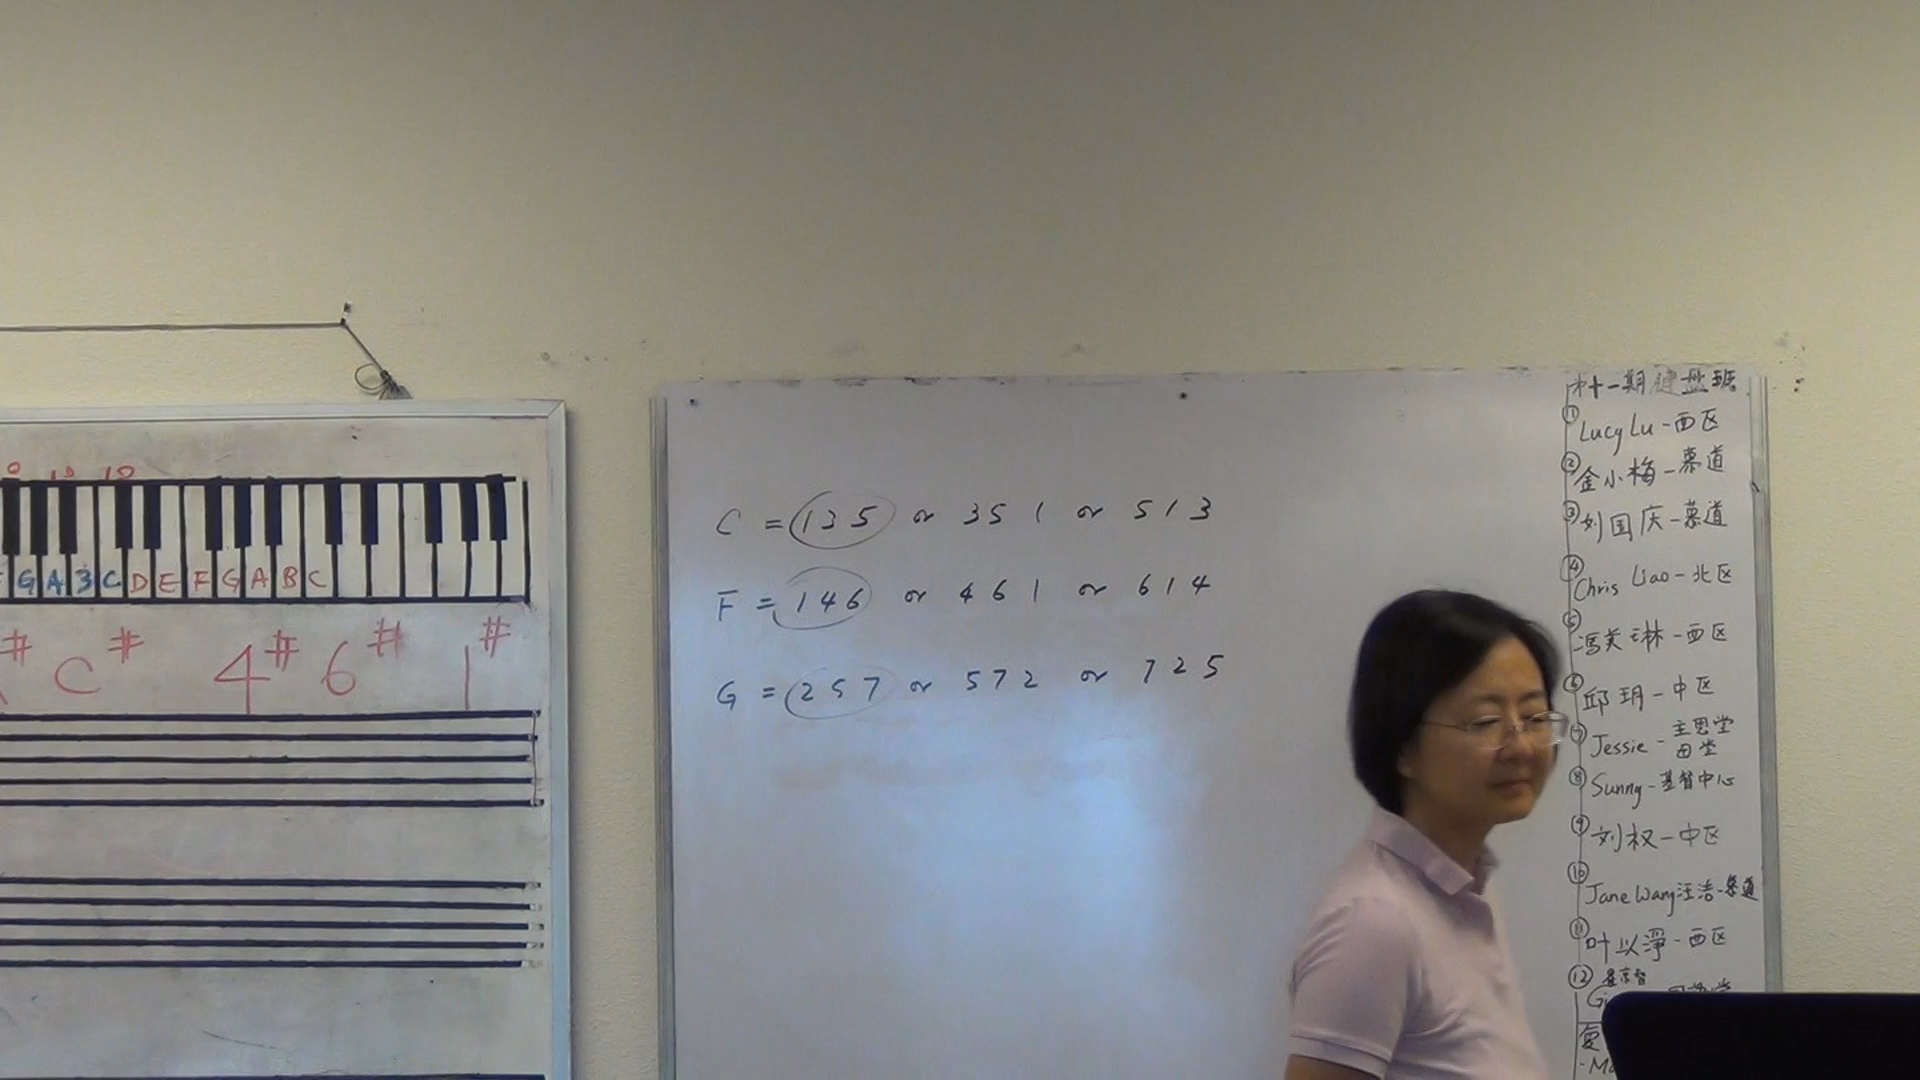 G A B C D E F G A B C
# C# 4# 6# 1#
C = 135 or 351 or 513
F = 146 or 461 or 614
G = 257 or 572 or 725
十一期键盘班
① Lucy Lu - 西区
② 金小梅 - 慕道
③ 刘国庆 - 慕道
④ Chris Liao - 北区
⑤ 冯美琳 - 西区
⑥ 邱玥 - 中区
⑦ Jessie - 主恩堂
⑧ Sunny - 基督中心
⑨ 刘权 - 中区
⑩ Jane Wang 汪洁 - 慕道
⑪ 叶以淨 - 西区
⑫